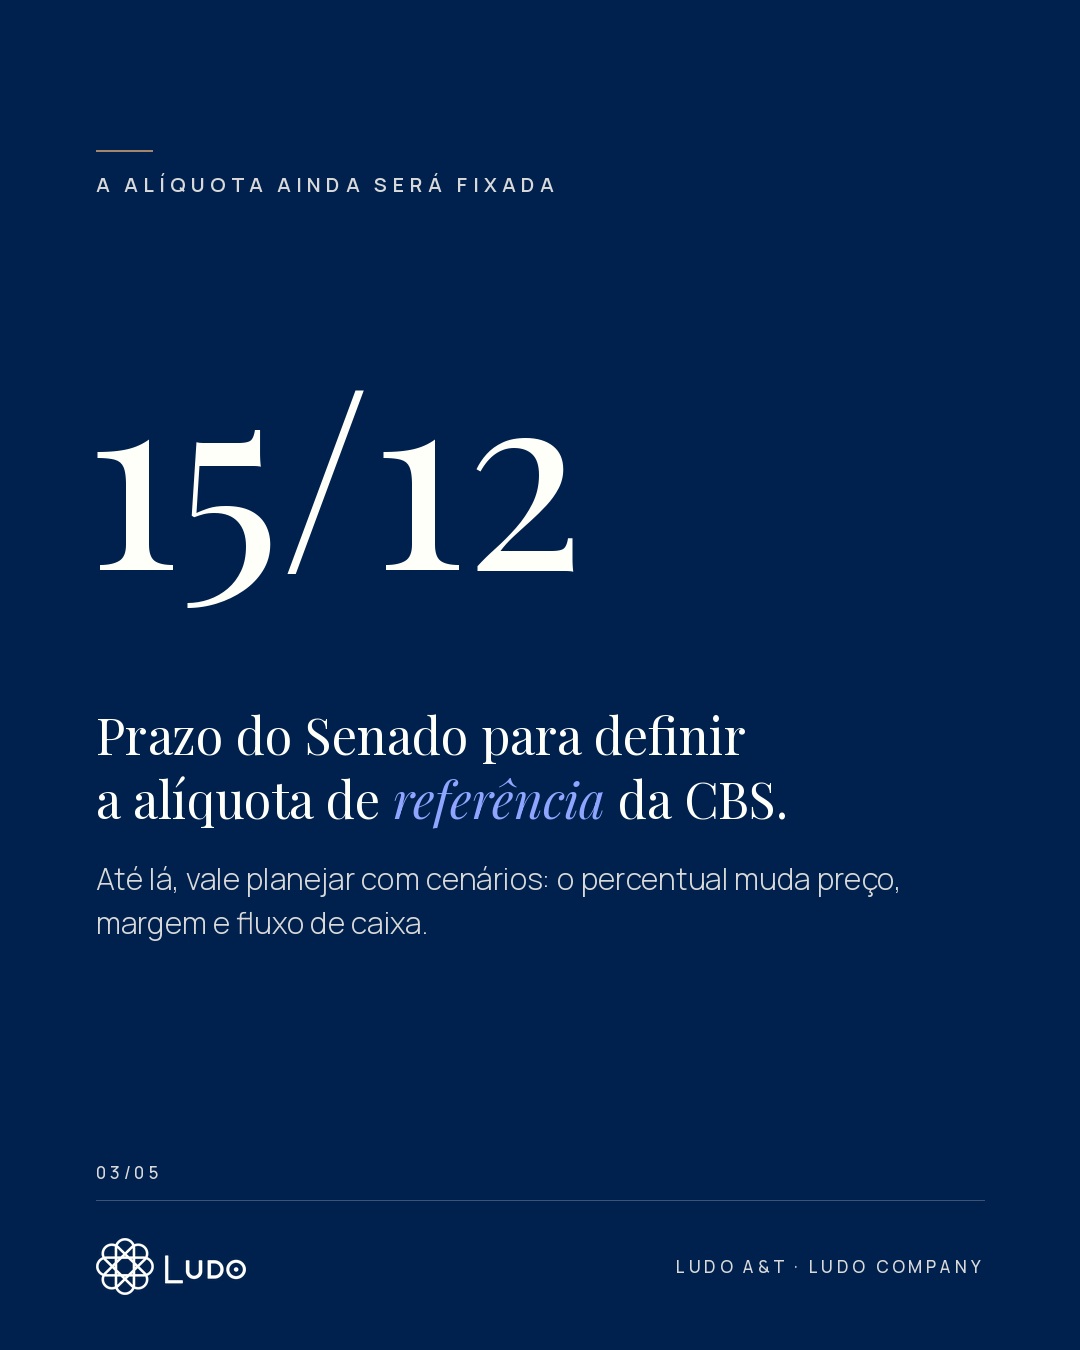 A ALÍQUOTA AINDA SERÁ FIXADA
15/12
Prazo do Senado para definir
a alíquota de referência da CBS.
Até lá, vale planejar com cenários: o percentual muda preço,
margem e fluxo de caixa.
03/05
LUDO
LUDO A&T · LUDO COMPANY